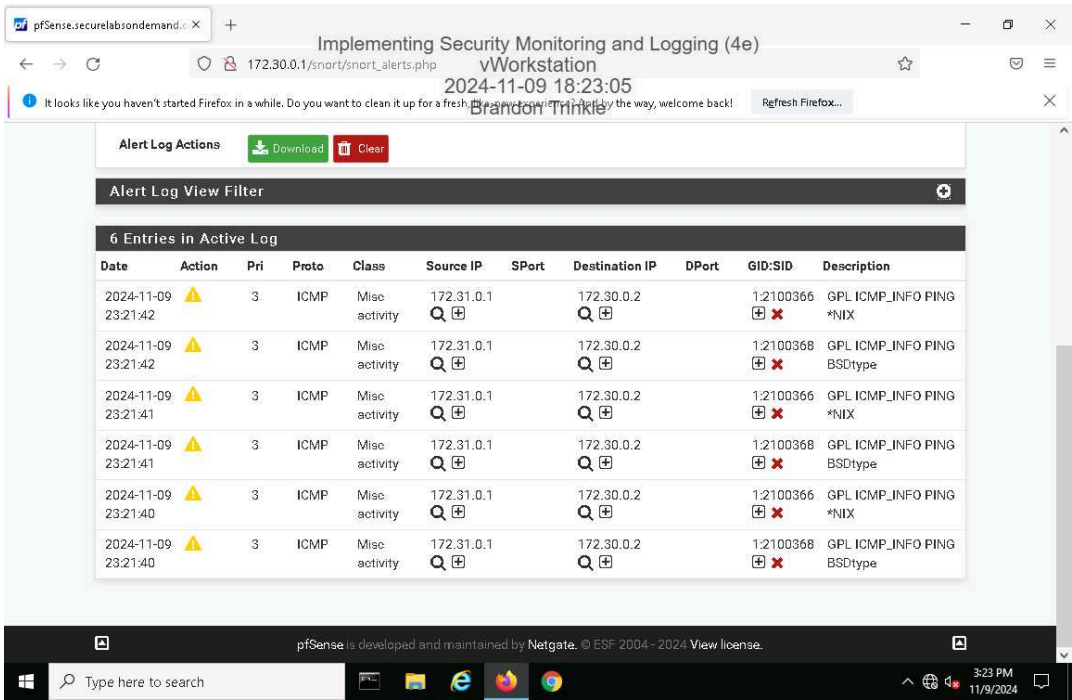 pfSense.securelabsondemand.c
Implementing Security Monitoring and Logging (4e)
172.30.0.1/snort/snort_alerts.php
vWorkstation
2024-11-09 18:23:05
It looks like you haven't started Firefox in a while. Do you want to clean it up for a fresh, like-new experience? And by the way, welcome back!
Refresh Firefox...
Brandon Trinkle
Alert Log Actions Download Clear
Alert Log View Filter
6 Entries in Active Log
Date Action Pri Proto Class Source IP SPort Destination IP DPort GID:SID Description
2024-11-09 3 ICMP Misc 172.31.0.1 172.30.0.2 1:2100366 GPL ICMP_INFO PING
23:21:42 activity *NIX
2024-11-09 3 ICMP Misc 172.31.0.1 172.30.0.2 1:2100368 GPL ICMP_INFO PING
23:21:42 activity BSDtype
2024-11-09 3 ICMP Misc 172.31.0.1 172.30.0.2 1:2100366 GPL ICMP_INFO PING
23:21:41 activity *NIX
2024-11-09 3 ICMP Misc 172.31.0.1 172.30.0.2 1:2100368 GPL ICMP_INFO PING
23:21:41 activity BSDtype
2024-11-09 3 ICMP Misc 172.31.0.1 172.30.0.2 1:2100366 GPL ICMP_INFO PING
23:21:40 activity *NIX
2024-11-09 3 ICMP Misc 172.31.0.1 172.30.0.2 1:2100368 GPL ICMP_INFO PING
23:21:40 activity BSDtype
pfSense is developed and maintained by Netgate. © ESF 2004 - 2024 View license.
Type here to search
3:23 PM
11/9/2024